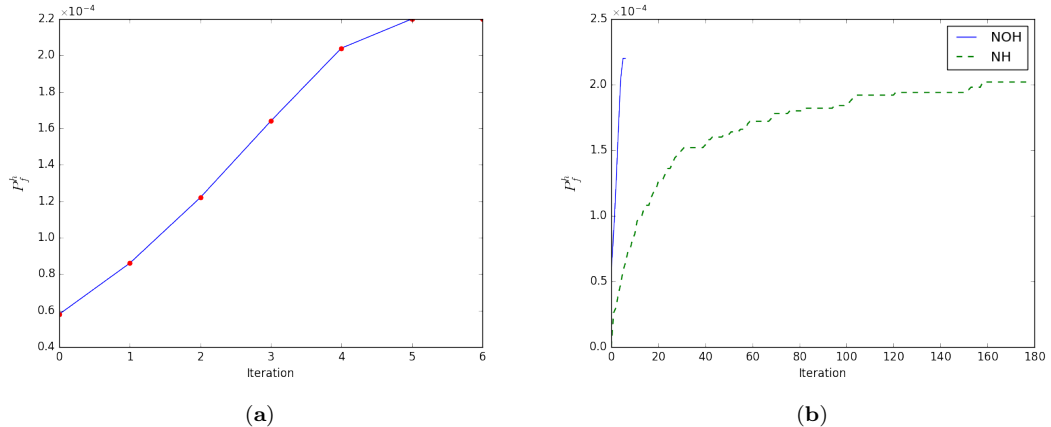 ×10⁻⁴
2.2
2.0
1.8
1.6
1.4
1.2
1.0
0.8
0.6
0.4
0 1 2 3 4 5 6
P_f^h
Iteration
(a)
×10⁻⁴
2.5
2.0
1.5
1.0
0.5
0.0
0 20 40 60 80 100 120 140 160 180
P_f^h
Iteration
NOH
NH
(b)